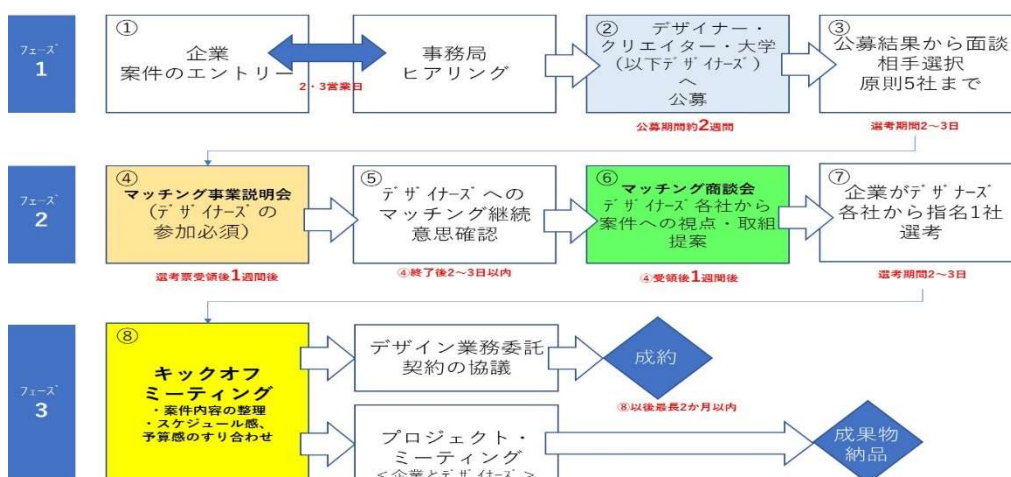 フェーズ
1
①
企業
案件のエントリー
2・3営業日
事務局
ヒアリング
② デザイナー・
クリエイター・大学
(以下デザイナーズ)
へ
公募
公募期間約2週間
③
公募結果から面談
相手選択
原則5社まで
選考期間2~3日
フェーズ
2
④
マッチング事業説明会
(デザイナーズの
参加必須)
選考票受領後1週間後
⑤
デザイナーズへの
マッチング継続
意思確認
④終了後2~3日以内
⑥
マッチング商談会
デザイナーズ各社から
案件への視点・取組
提案
④受領後1週間後
⑦
企業がデザナーズ
各社から指名1社
選考
選考期間2~3日
フェーズ
3
⑧
キックオフ
ミーティング
・案件内容の整理
・スケジュール感、
予算感のすり合わせ
デザイン業務委託
契約の協議
成約
⑧以後最長2か月以内
プロジェクト・
ミーティング
<企業とデザイナーズ>
成果物
納品